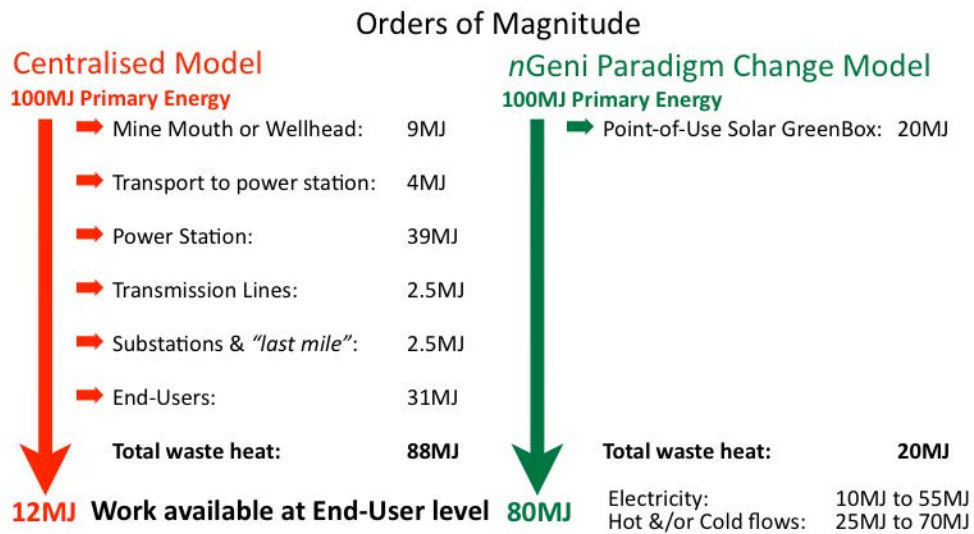 Orders of Magnitude
Centralised Model
100MJ Primary Energy
Mine Mouth or Wellhead: 9MJ
Transport to power station: 4MJ
Power Station: 39MJ
Transmission Lines: 2.5MJ
Substations & "last mile": 2.5MJ
End-Users: 31MJ
Total waste heat: 88MJ
nGeni Paradigm Change Model
100MJ Primary Energy
Point-of-Use Solar GreenBox: 20MJ
Total waste heat: 20MJ
12MJ Work available at End-User level 80MJ
Electricity: 10MJ to 55MJ
Hot &/or Cold flows: 25MJ to 70MJ